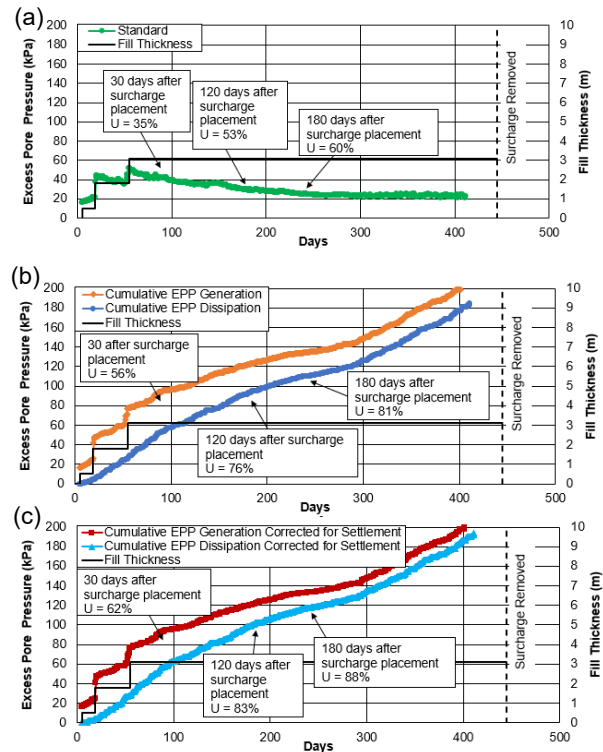 (a)
Standard
Fill Thickness
30 days after
surcharge
placement
U = 35%
120 days after
surcharge
placement
U = 53%
180 days after
surcharge placement
U = 60%
Surcharge Removed
Excess Pore Pressure (kPa)
200
180
160
140
120
100
80
60
40
20
0
Fill Thickness (m)
10
9
8
7
6
5
4
3
2
1
0
0 100 200 300 400 500
Days
(b)
Cumulative EPP Generation
Cumulative EPP Dissipation
Fill Thickness
30 after surcharge
placement
U = 56%
180 days after
surcharge placement
U = 81%
120 days after surcharge
placement
U = 76%
Surcharge Removed
Excess Pore Pressure (kPa)
200
180
160
140
120
100
80
60
40
20
0
Fill Thickness (m)
10
9
8
7
6
5
4
3
2
1
0
0 100 200 300 400 500
Days
(c)
Cumulative EPP Generation Corrected for Settlement
Cumulative EPP Dissipation Corrected for Settlement
Fill Thickness
30 days after
surcharge placement
U = 62%
120 days after
surcharge placement
U = 83%
180 days after
surcharge placement
U = 88%
Surcharge Removed
Excess Pore Pressure (kPa)
200
180
160
140
120
100
80
60
40
20
0
Fill Thickness (m)
10
9
8
7
6
5
4
3
2
1
0
0 100 200 300 400 500
Days